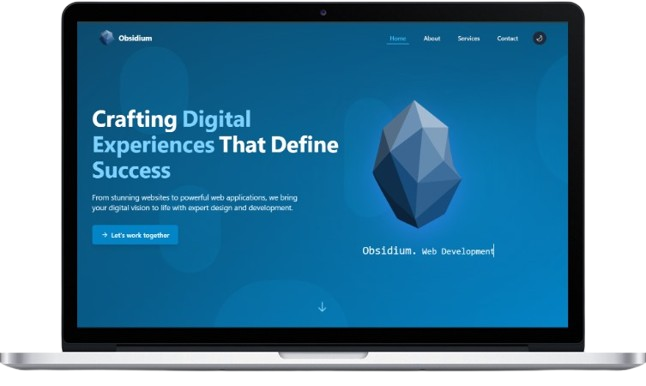 Obsidium
Home About Services Contact
Crafting Digital
Experiences That Define
Success
From stunning websites to powerful web applications, we bring
your digital vision to life with expert design and development.
→ Let's work together
Obsidium. Web Development